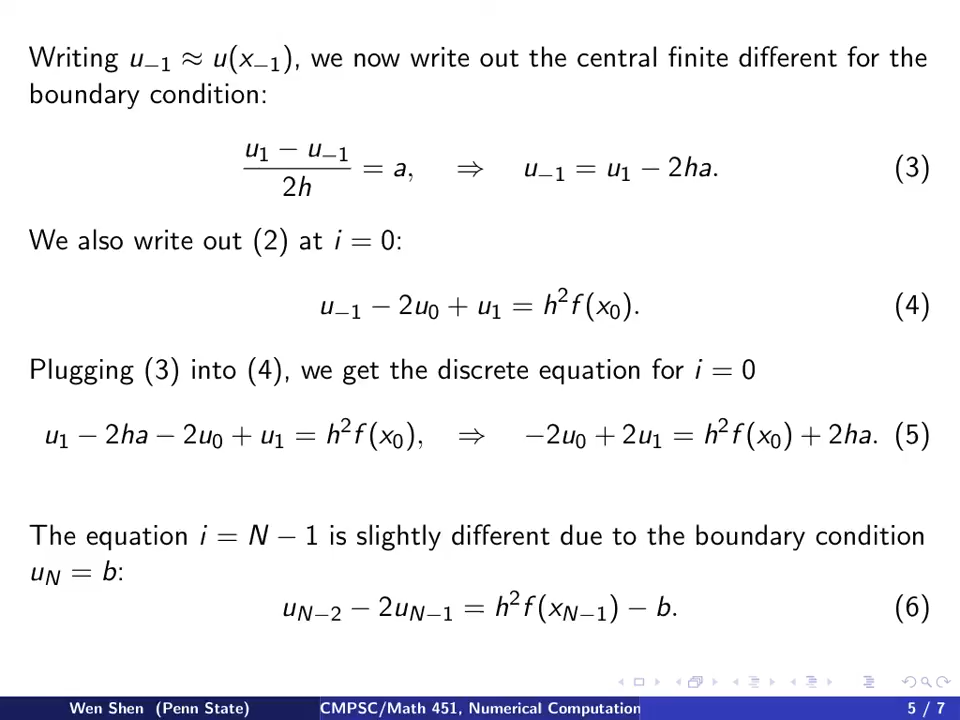 Writing u₋₁ ≈ u(x₋₁), we now write out the central finite different for the
boundary condition:
(u₁ − u₋₁)/2h = a, ⇒ u₋₁ = u₁ − 2ha. (3)
We also write out (2) at i = 0:
u₋₁ − 2u₀ + u₁ = h²f(x₀). (4)
Plugging (3) into (4), we get the discrete equation for i = 0
u₁ − 2ha − 2u₀ + u₁ = h²f(x₀), ⇒ −2u₀ + 2u₁ = h²f(x₀) + 2ha. (5)
The equation i = N − 1 is slightly different due to the boundary condition
u_N = b:
u_{N−2} − 2u_{N−1} = h²f(x_{N−1}) − b. (6)
Wen Shen (Penn State) CMPSC/Math 451, Numerical Computation 5 / 7